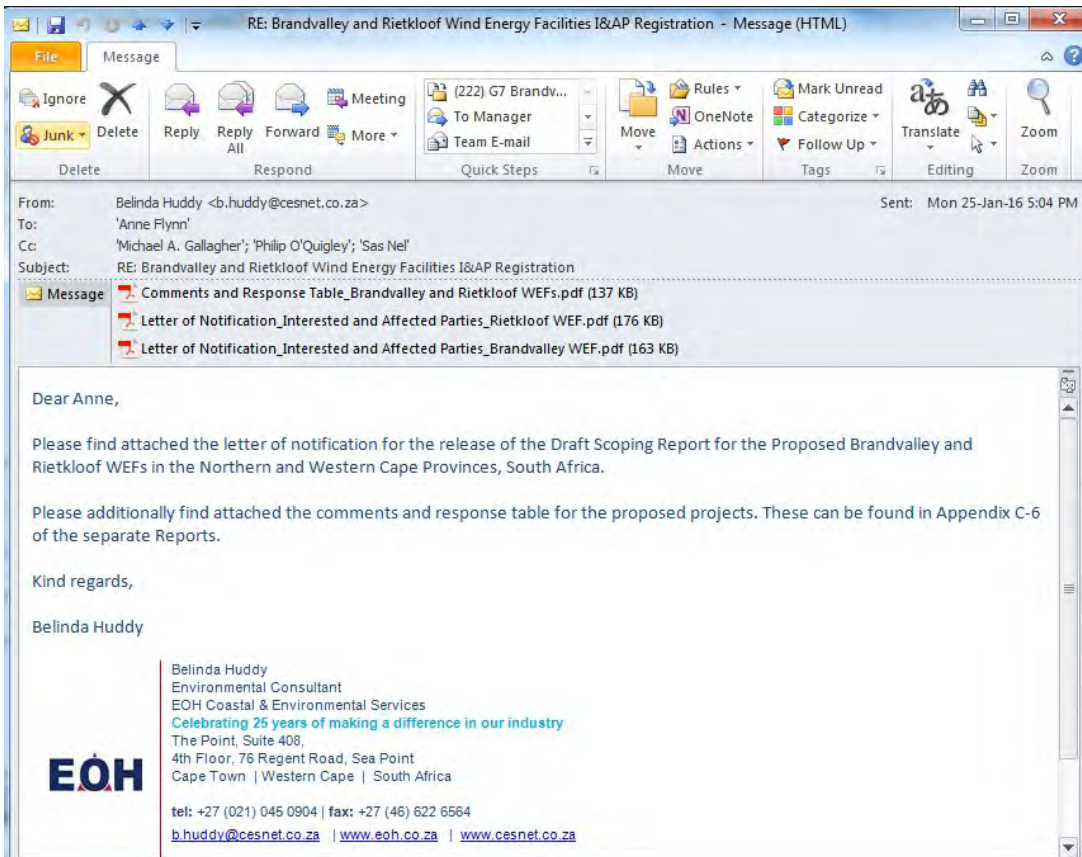 RE: Brandvalley and Rietkloof Wind Energy Facilities I&AP Registration - Message (HTML)
File Message
Ignore
Junk
Delete
Reply
Reply All
Forward
Meeting
More
(222) G7 Brandv...
To Manager
Team E-mail
Move
Rules
OneNote
Actions
Mark Unread
Categorize
Follow Up
Translate
Zoom
Delete Respond Quick Steps Move Tags Editing Zoom
From: Belinda Huddy <b.huddy@cesnet.co.za> Sent: Mon 25-Jan-16 5:04 PM
To: 'Anne Flynn'
Cc: 'Michael A. Gallagher'; 'Philip O'Quigley'; 'Sas Nel'
Subject: RE: Brandvalley and Rietkloof Wind Energy Facilities I&AP Registration
Message Comments and Response Table_Brandvalley and Rietkloof WEFs.pdf (137 KB)
Letter of Notification_Interested and Affected Parties_Rietkloof WEF.pdf (176 KB)
Letter of Notification_Interested and Affected Parties_Brandvalley WEF.pdf (163 KB)
Dear Anne,
Please find attached the letter of notification for the release of the Draft Scoping Report for the Proposed Brandvalley and
Rietkloof WEFs in the Northern and Western Cape Provinces, South Africa.
Please additionally find attached the comments and response table for the proposed projects. These can be found in Appendix C-6
of the separate Reports.
Kind regards,
Belinda Huddy
Belinda Huddy
Environmental Consultant
EOH Coastal & Environmental Services
Celebrating 25 years of making a difference in our industry
The Point, Suite 408,
4th Floor, 76 Regent Road, Sea Point
Cape Town | Western Cape | South Africa
EOH
tel: +27 (021) 045 0904 | fax: +27 (46) 622 6564
b.huddy@cesnet.co.za | www.eoh.co.za | www.cesnet.co.za